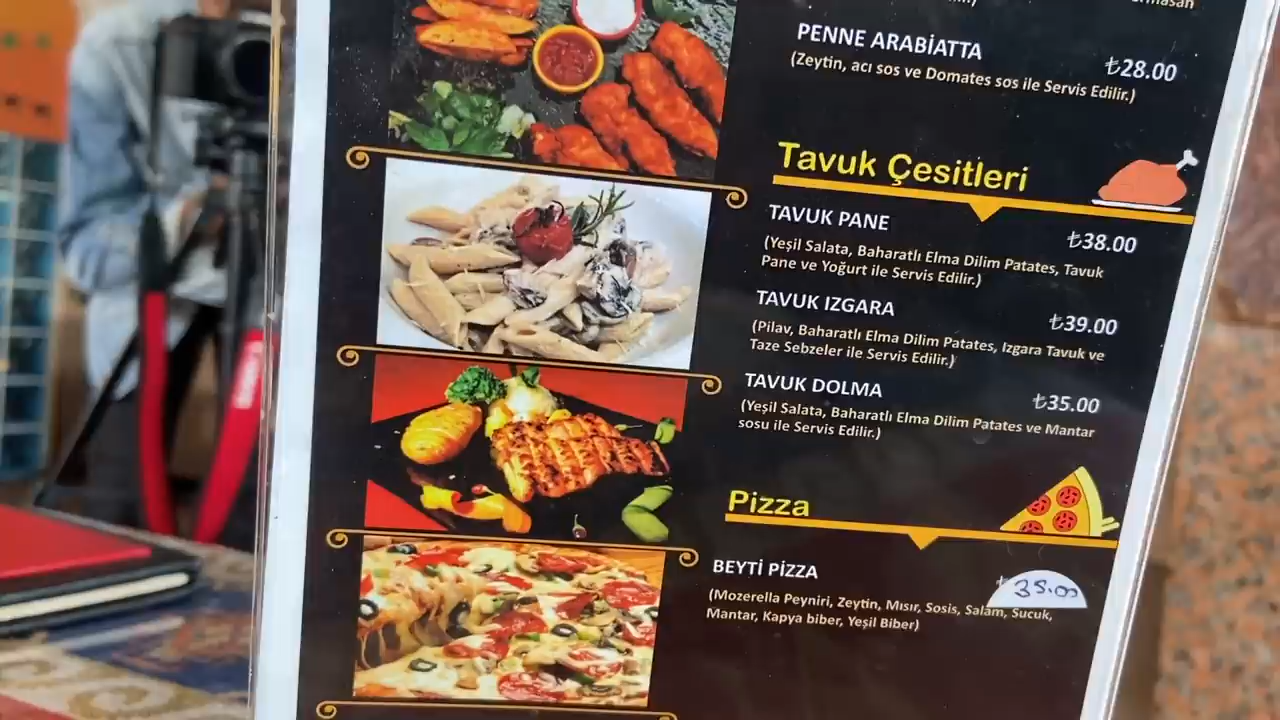 PENNE ARABİATTA ₺28.00
(Zeytin, acı sos ve Domates sos ile Servis Edilir.)
Tavuk Çesitleri
TAVUK PANE ₺38.00
(Yeşil Salata, Baharatlı Elma Dilim Patates, Tavuk
Pane ve Yoğurt ile Servis Edilir.)
TAVUK IZGARA ₺39.00
(Pilav, Baharatlı Elma Dilim Patates, Izgara Tavuk ve
Taze Sebzeler ile Servis Edilir.)
TAVUK DOLMA ₺35.00
(Yeşil Salata, Baharatlı Elma Dilim Patates ve Mantar
sosu ile Servis Edilir.)
Pizza
BEYTİ PİZZA 35.00
(Mozerella Peyniri, Zeytin, Mısır, Sosis, Salam, Sucuk,
Mantar, Kapya biber, Yeşil Biber)